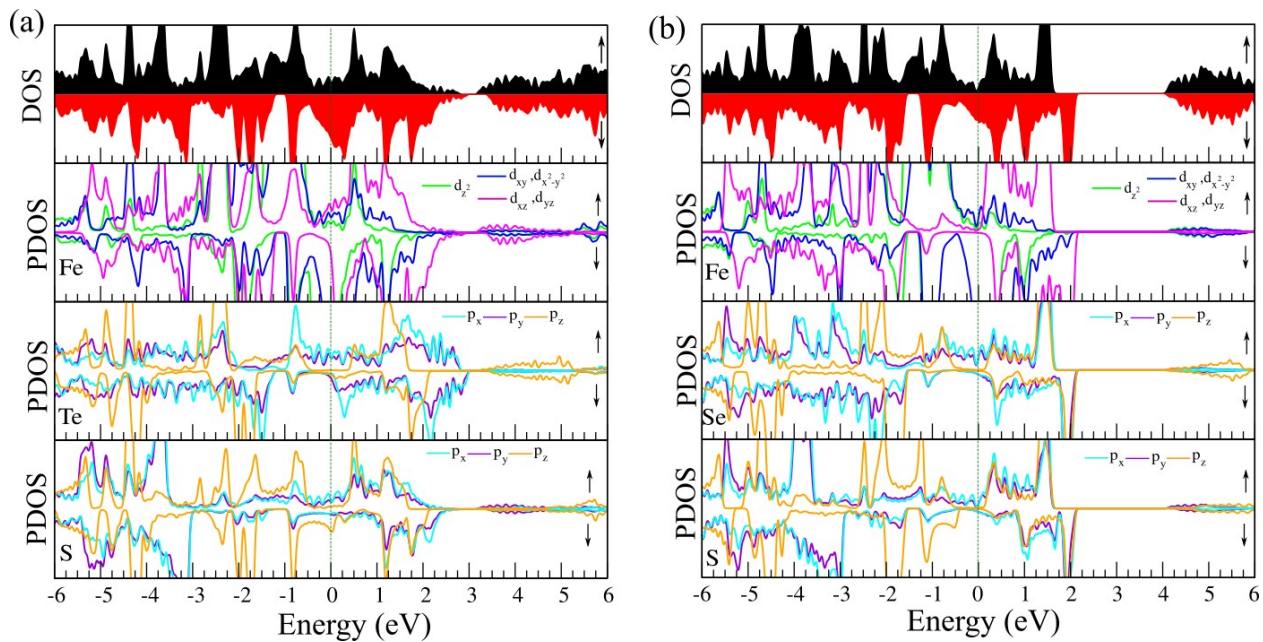 (a)
DOS
PDOS
Fe
d_z² d_xy ,d_x²-y²
d_xz ,d_yz
PDOS
Te
p_x p_y p_z
PDOS
S
p_x p_y p_z
-6 -5 -4 -3 -2 -1 0 1 2 3 4 5 6
Energy (eV)
(b)
DOS
PDOS
Fe
d_z² d_xy ,d_x²-y²
d_xz ,d_yz
PDOS
Se
p_x p_y p_z
PDOS
S
p_x p_y p_z
-6 -5 -4 -3 -2 -1 0 1 2 3 4 5 6
Energy (eV)